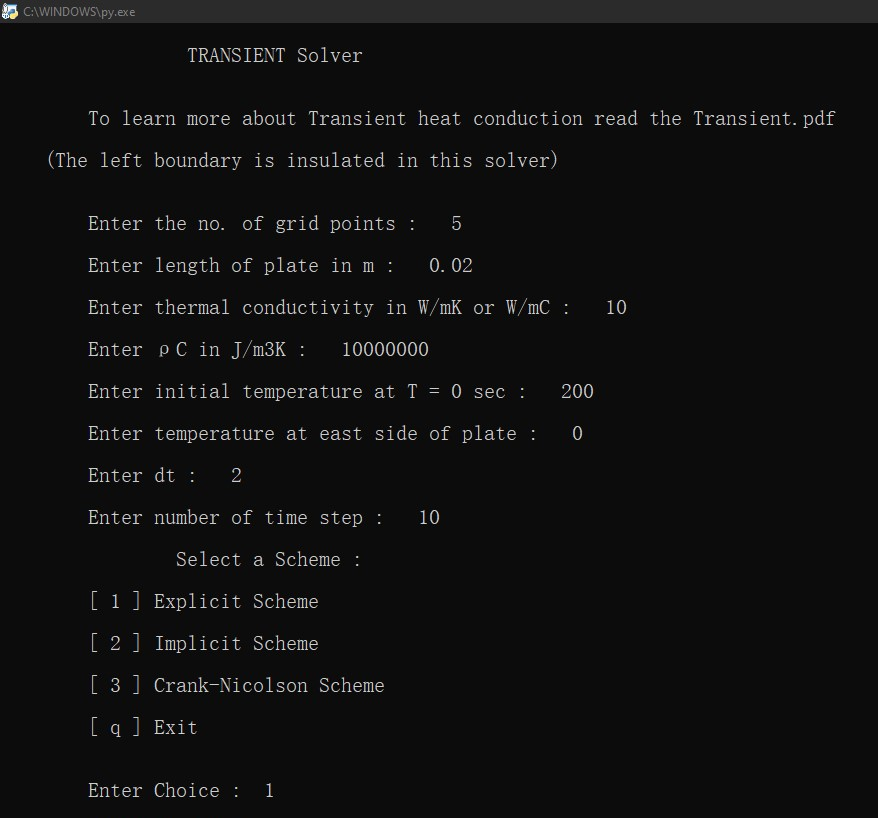 C:\WINDOWS\py.exe
TRANSIENT Solver
To learn more about Transient heat conduction read the Transient.pdf
(The left boundary is insulated in this solver)
Enter the no. of grid points : 5
Enter length of plate in m : 0.02
Enter thermal conductivity in W/mK or W/mC : 10
Enter ρC in J/m3K : 10000000
Enter initial temperature at T = 0 sec : 200
Enter temperature at east side of plate : 0
Enter dt : 2
Enter number of time step : 10
Select a Scheme :
[ 1 ] Explicit Scheme
[ 2 ] Implicit Scheme
[ 3 ] Crank-Nicolson Scheme
[ q ] Exit
Enter Choice : 1